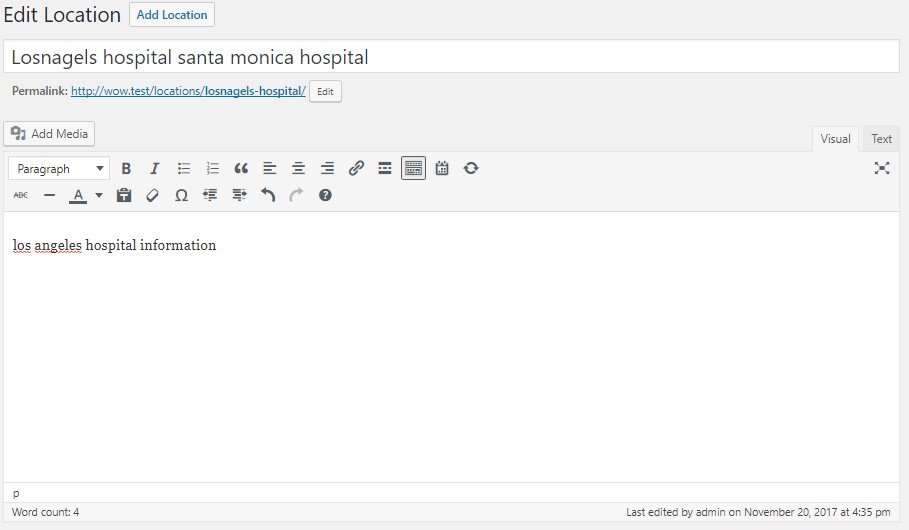 Edit Location Add Location
Losnagels hospital santa monica hospital
Permalink: http://wow.test/locations/losnagels-hospital/ Edit
Add Media
Visual Text
Paragraph B I
ABC A Ω
los angeles hospital information
p
Word count: 4 Last edited by admin on November 20, 2017 at 4:35 pm